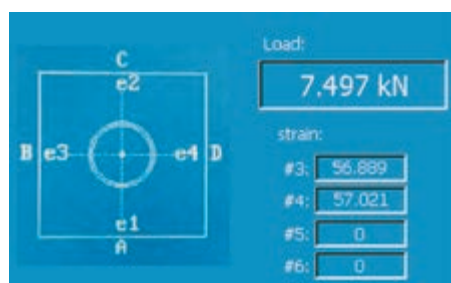 C
e2
B e3 e4 D
e1
A
Load:
7.497 kN
strain:
#3: 56.889
#4: 57.021
#5: 0
#6: 0